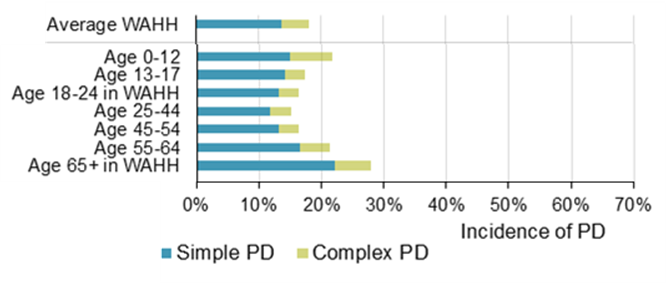 Average WAHH
Age 0-12
Age 13-17
Age 18-24 in WAHH
Age 25-44
Age 45-54
Age 55-64
Age 65+ in WAHH
0% 10% 20% 30% 40% 50% 60% 70%
Incidence of PD
Simple PD Complex PD